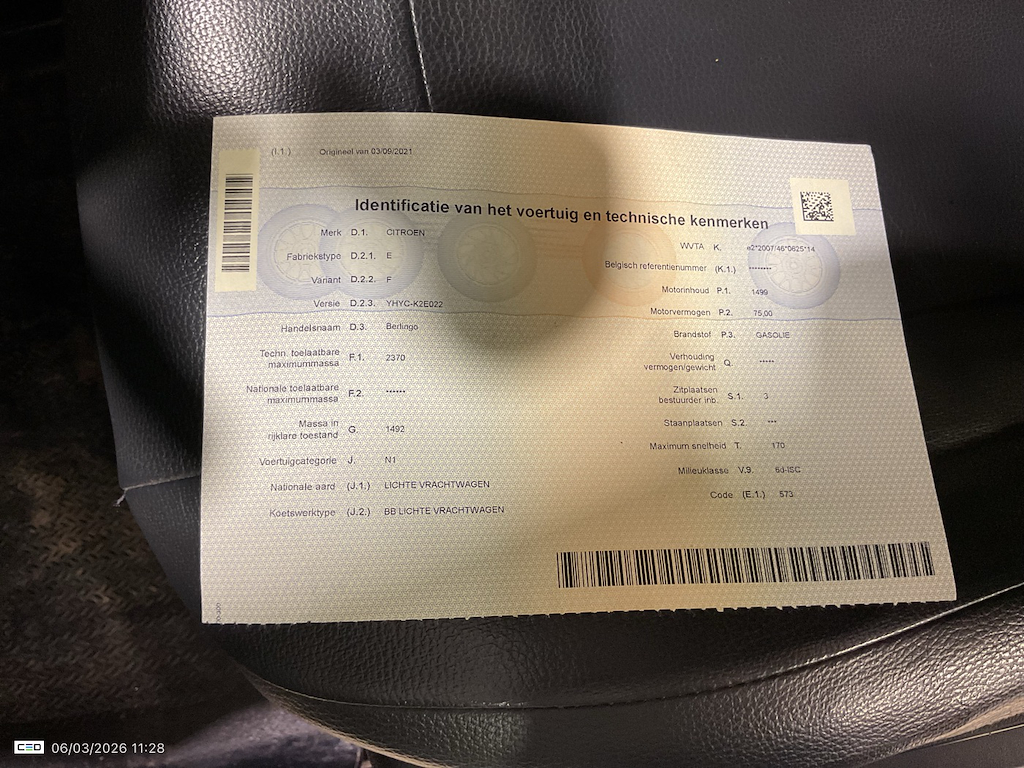 (I.1.) Origineel van 03/09/2021
Identificatie van het voertuig en technische kenmerken
Merk D.1. CITROEN
Fabriekstype D.2.1. E
Variant D.2.2. F
Versie D.2.3. YHYC-K2E022
Handelsnaam D.3. Berlingo
Techn. toelaatbare
maximummassa F.1. 2370
Nationale toelaatbare
maximummassa F.2. ••••••
Massa in
rijklare toestand G. 1492
Voertuigcategorie J. N1
Nationale aard (J.1.) LICHTE VRACHTWAGEN
Koetswerktype (J.2.) BB LICHTE VRACHTWAGEN
WVTA K. e2*2007/46*0625*14
Belgisch referentienummer (K.1.) ********
Motorinhoud P.1. 1499
Motorvermogen P.2. 75,00
Brandstof P.3. GASOLIE
Verhouding
vermogen/gewicht Q. *****
Zitplaatsen
bestuurder inb. S.1. 3
Staanplaatsen S.2. ***
Maximum snelheid T. 170
Milieuklasse V.9. 6d-ISC
Code (E.1.) 573
CEO 06/03/2026 11:28